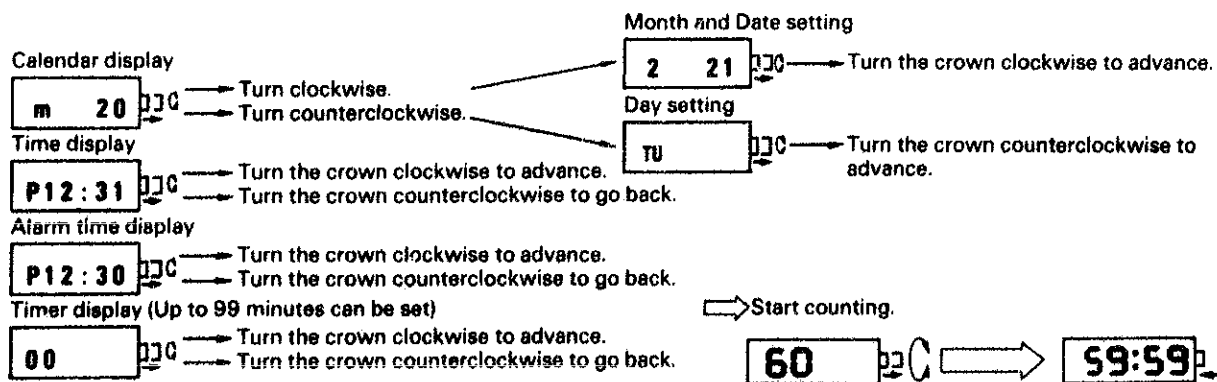 Month and Date setting
Calendar display
2 21
Turn the crown clockwise to advance.
m 20
Turn clockwise.
Turn counterclockwise.
Day setting
Time display
TU
Turn the crown counterclockwise to
advance.
P12:31
Turn the crown clockwise to advance.
Turn the crown counterclockwise to go back.
Alarm time display
P12:30
Turn the crown clockwise to advance.
Turn the crown counterclockwise to go back.
Timer display (Up to 99 minutes can be set)
00
Turn the crown clockwise to advance.
Turn the crown counterclockwise to go back.
Start counting.
60
59:59